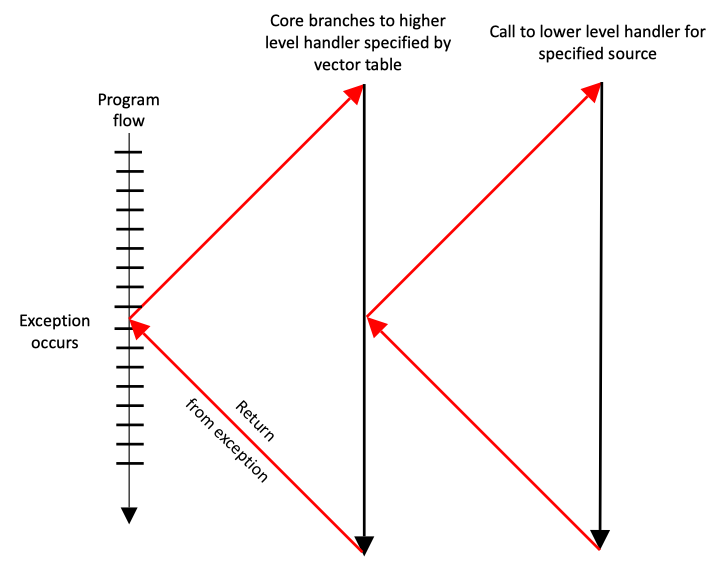 Core branches to higher
level handler specified by
vector table
Call to lower level handler for
specified source
Program
flow
Exception
occurs
Return
from exception